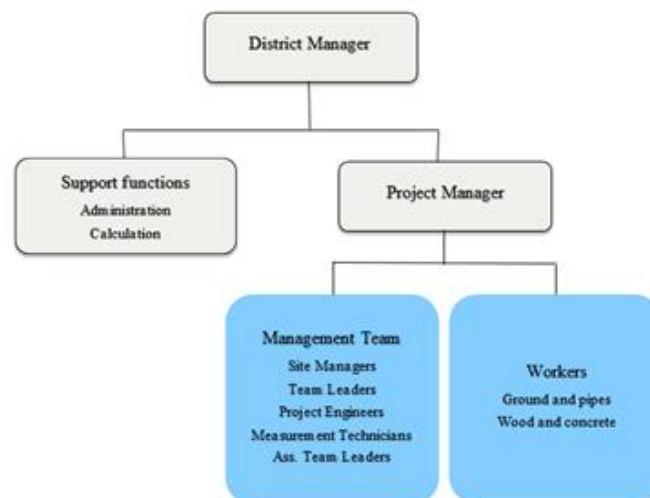 District Manager
Support functions
Administration
Calculation
Project Manager
Management Team
Site Managers
Team Leaders
Project Engineers
Measurement Technicians
Ass. Team Leaders
Workers
Ground and pipes
Wood and concrete